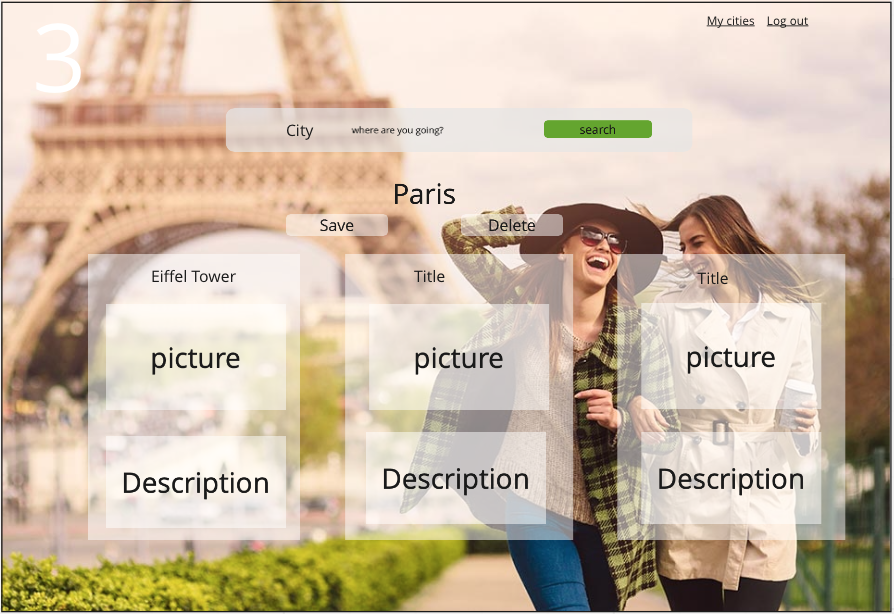 My cities Log out
3
City where are you going? search
Paris
Save Delete
Eiffel Tower Title Title
picture picture picture
Description Description Description